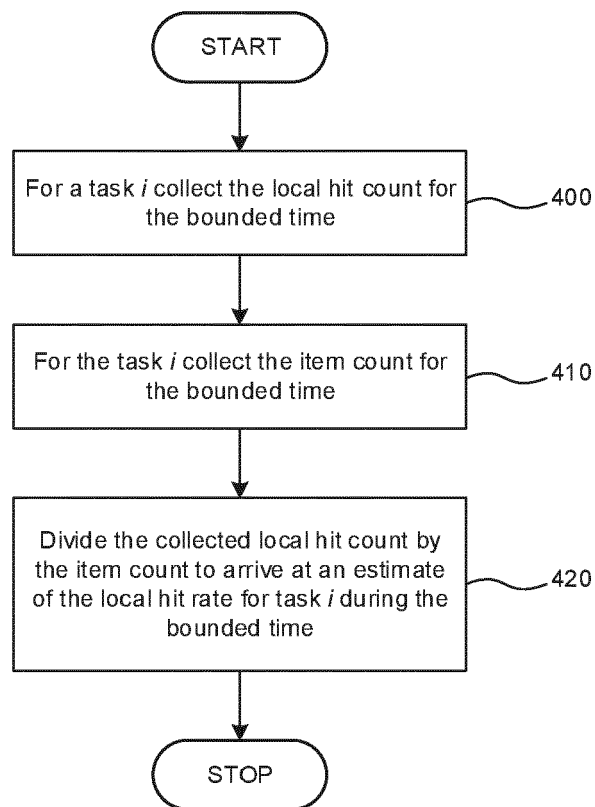 START
For a task i collect the local hit count for
the bounded time
400
For the task i collect the item count for
the bounded time
410
Divide the collected local hit count by
the item count to arrive at an estimate
of the local hit rate for task i during the
bounded time
420
STOP